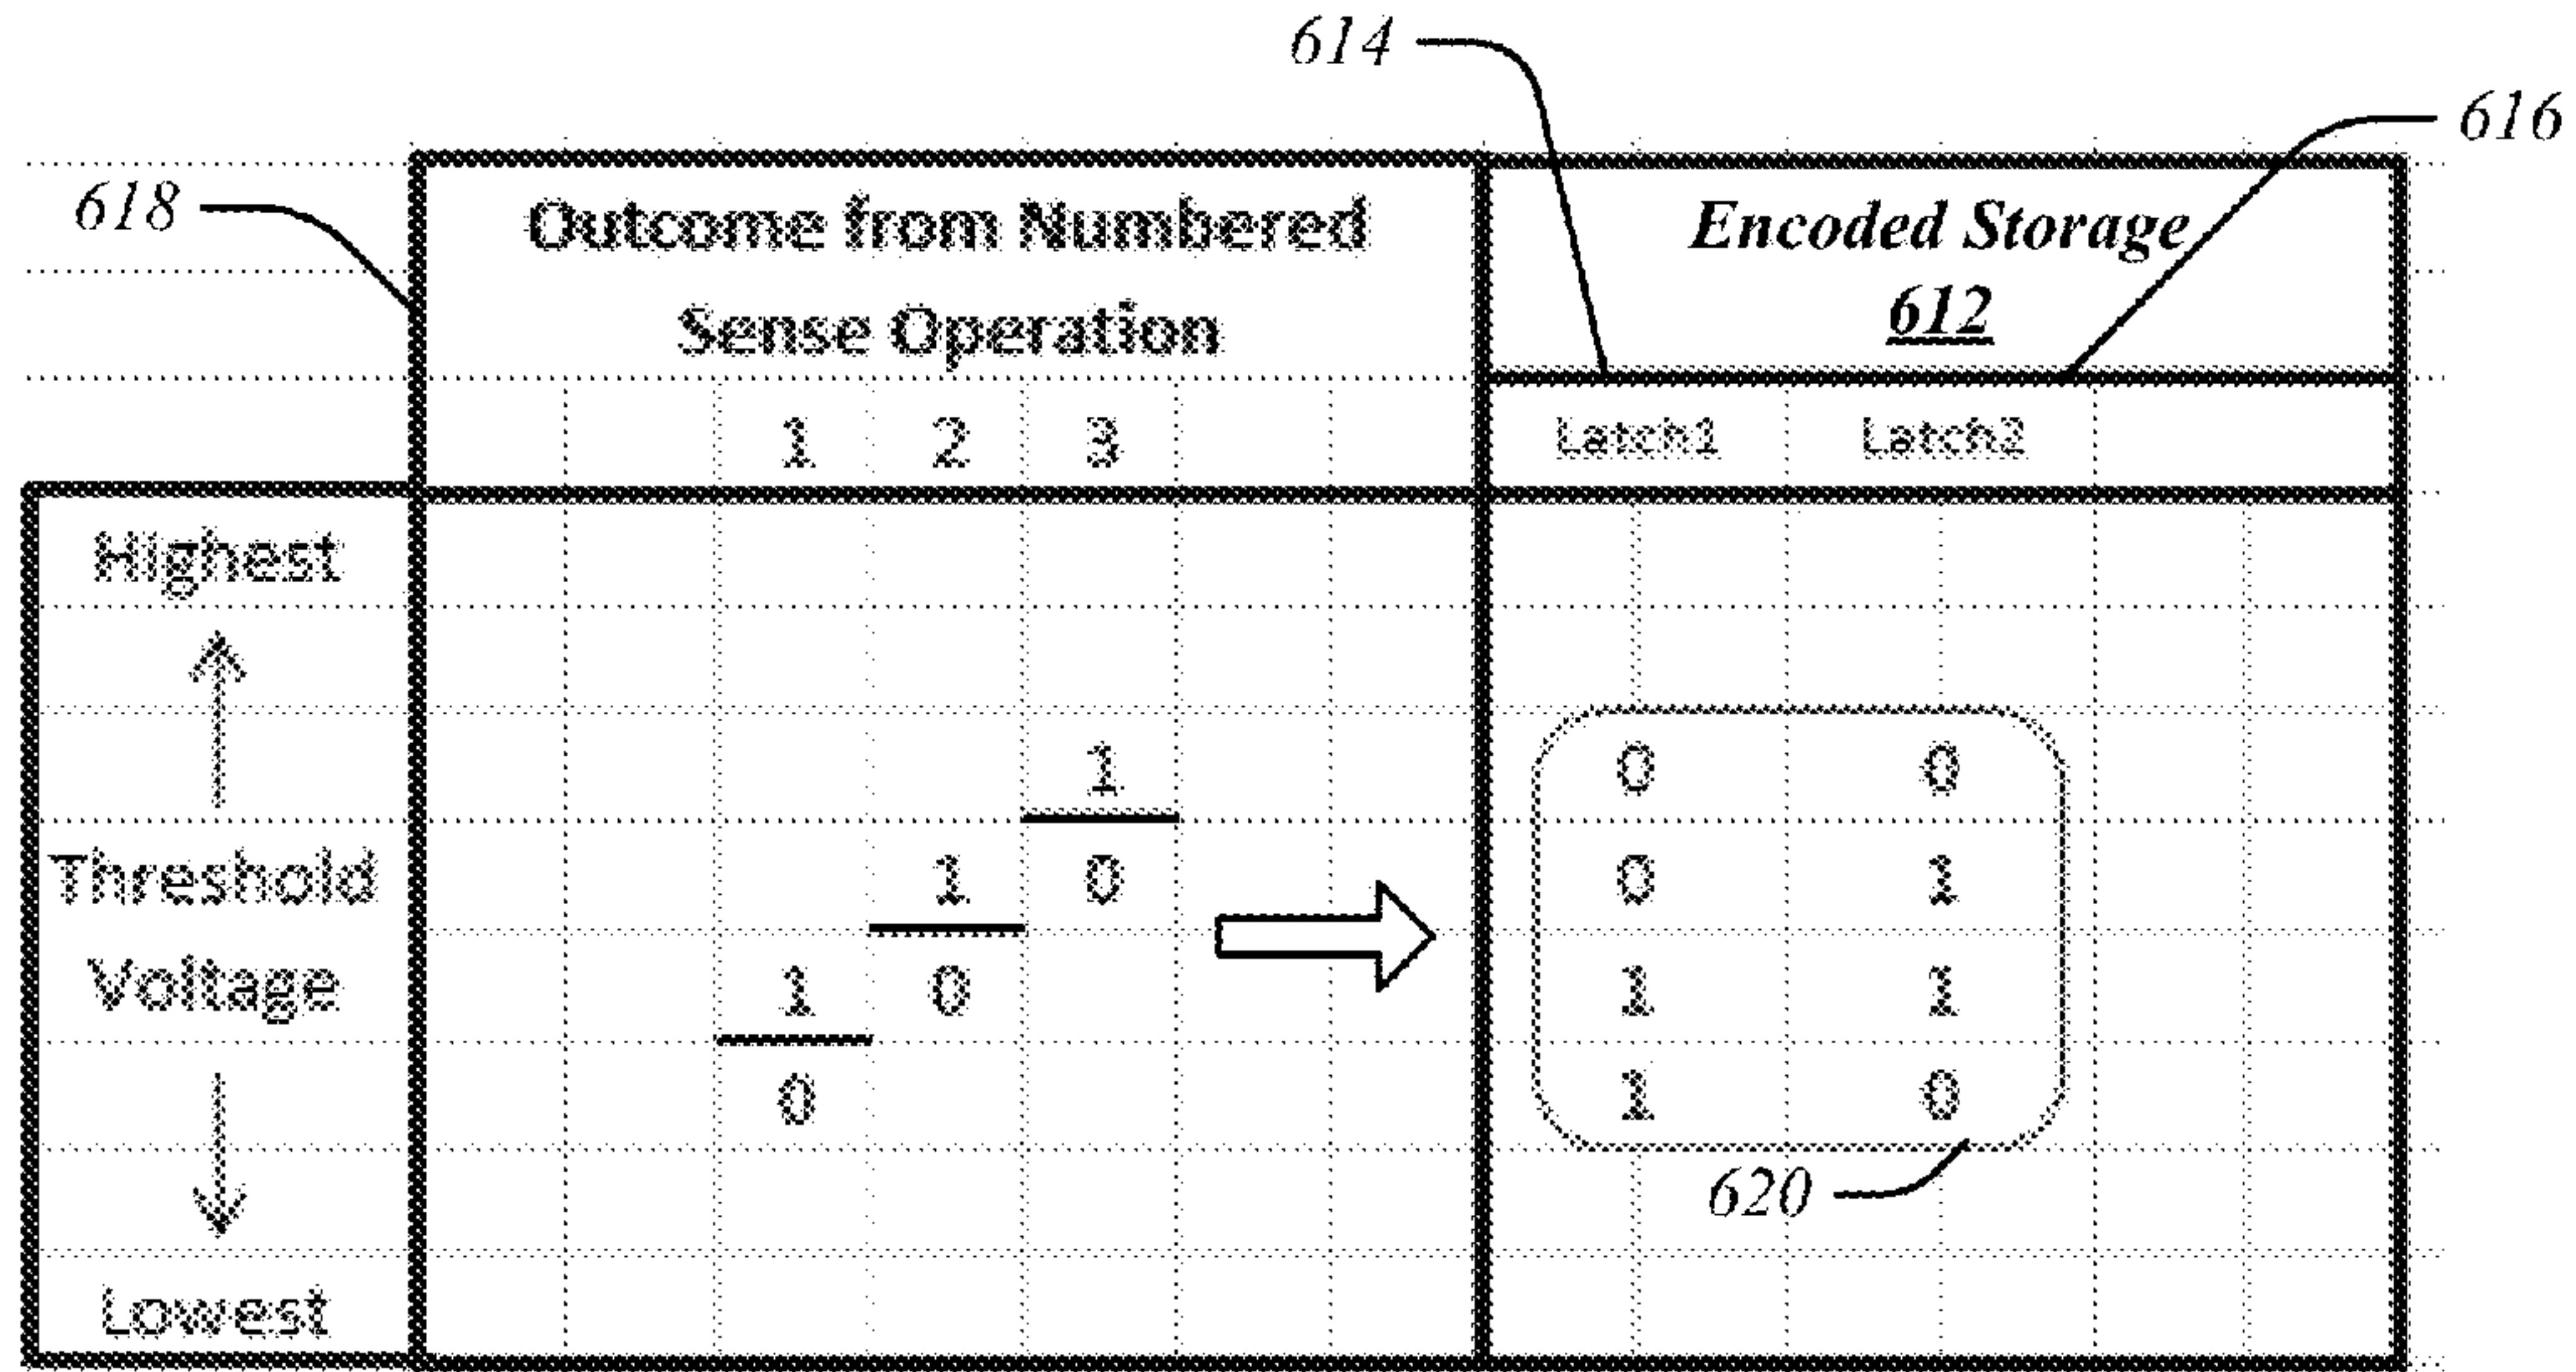 614
616
618
Outcome from Numbered
Sense Operation
Encoded Storage
612
1 2 3
Latch1 Latch2
Highest
1 0 0
Threshold 1 0 0 1
Voltage 1 0 1 1
0 1 0
620
Lowest